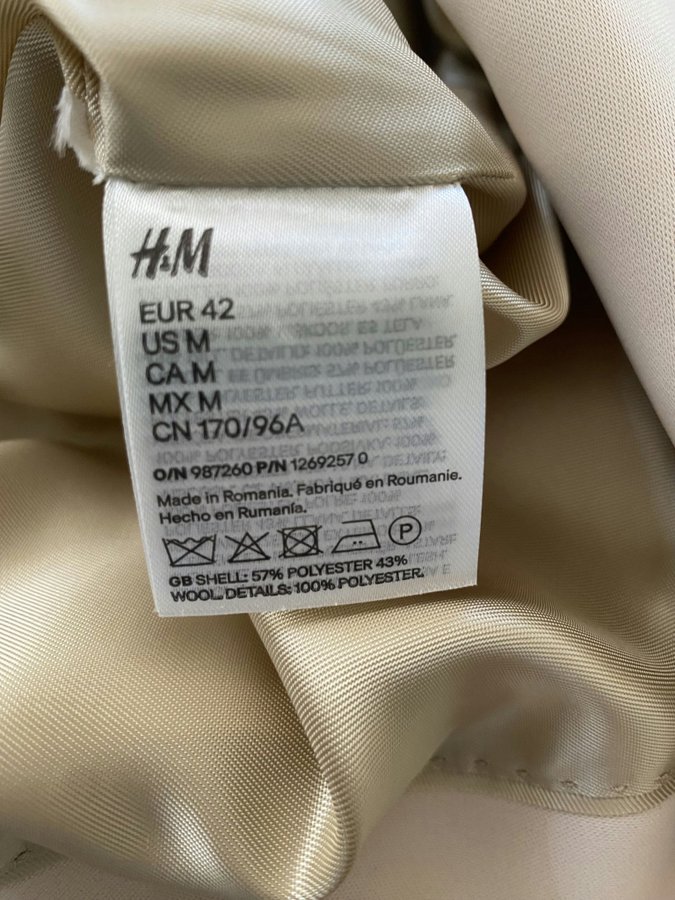 H&M
EUR 42
US M
CA M
MX M
CN 170/96A
O/N 987260 P/N 1269257 0
Made in Romania. Fabriqué en Roumanie.
Hecho en Rumanía.
P
GB SHELL: 57% POLYESTER 43%
WOOL. DETAILS: 100% POLYESTER.